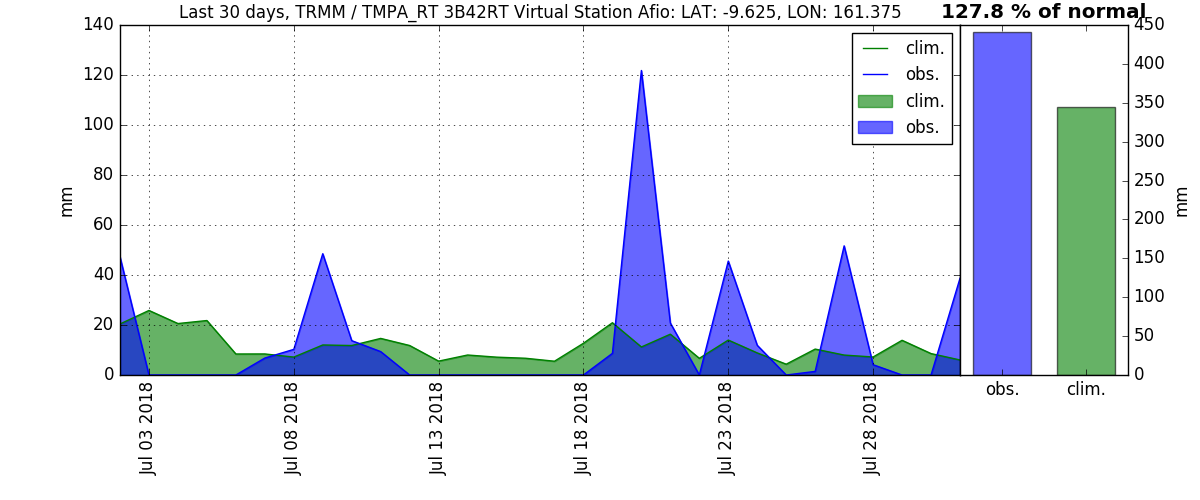 Last 30 days, TRMM / TMPA_RT 3B42RT Virtual Station Afio: LAT: -9.625, LON: 161.375
127.8 % of normal
140
120
100
80
60
40
20
0
mm
clim.
obs.
clim.
obs.
Jul 03 2018
Jul 08 2018
Jul 13 2018
Jul 18 2018
Jul 23 2018
Jul 28 2018
450
400
350
300
250
200
150
100
50
0
mm
obs.
clim.